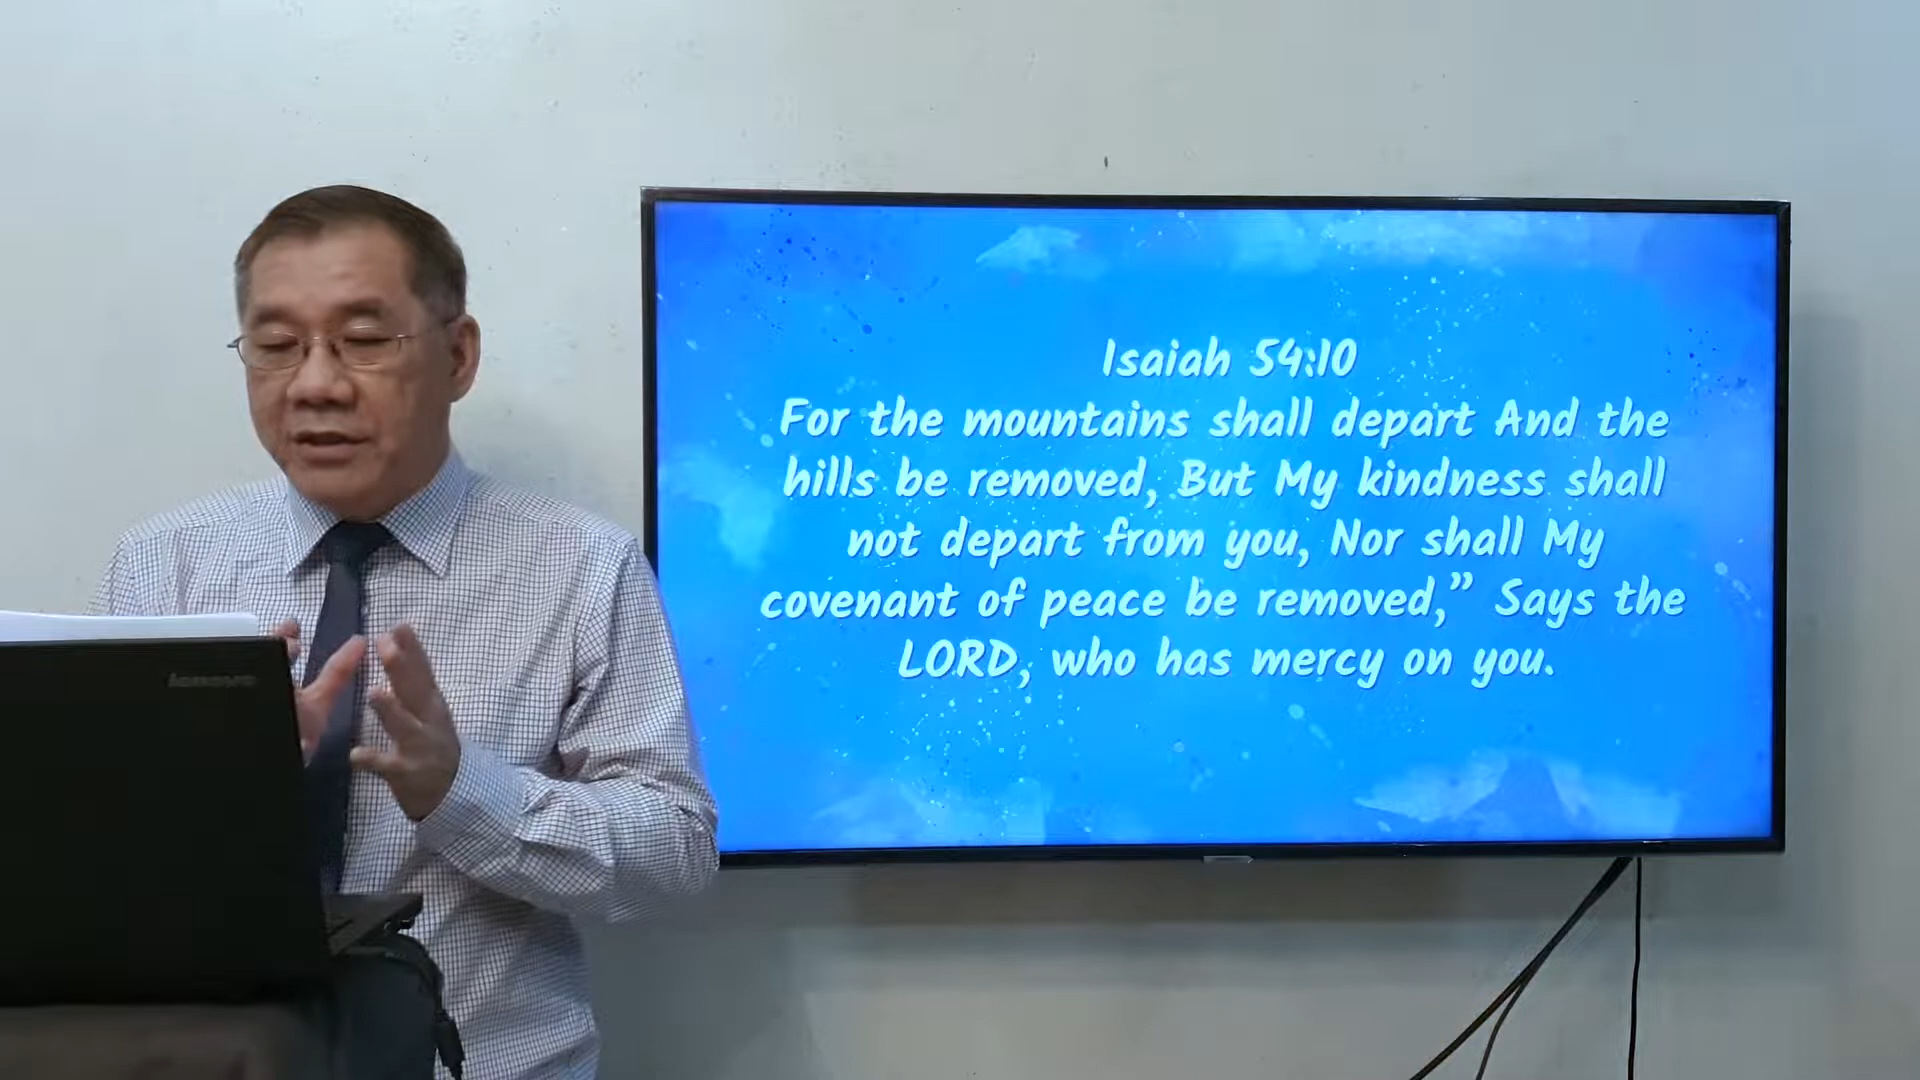 Isaiah 54:10
For the mountains shall depart And the
hills be removed, But My kindness shall
not depart from you, Nor shall My
covenant of peace be removed,” Says the
LORD, who has mercy on you.
lenovo